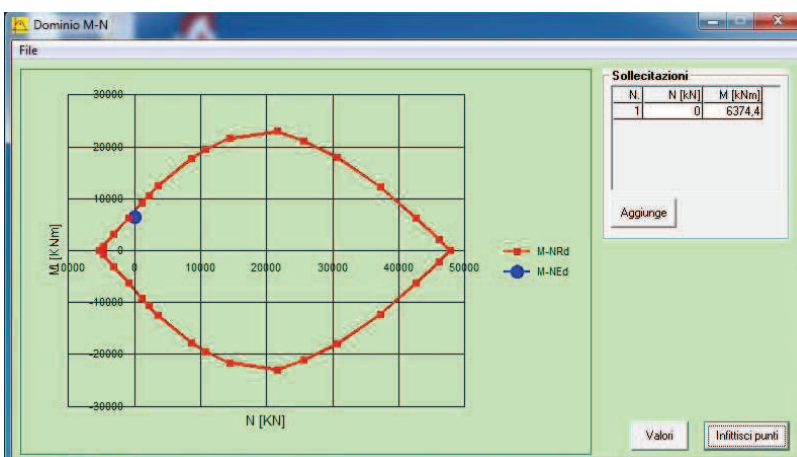 Dominio M-N
File
30000
20000
10000
0
-10000
-20000
-30000
M [KNm]
10000
0
10000
20000
30000
40000
50000
N [KN]
M-NRd
M-NEd
Sollecitazioni
N. N [kN] M [kNm]
1 0 6374,4
Aggiunge
Valori
Infittisci punti